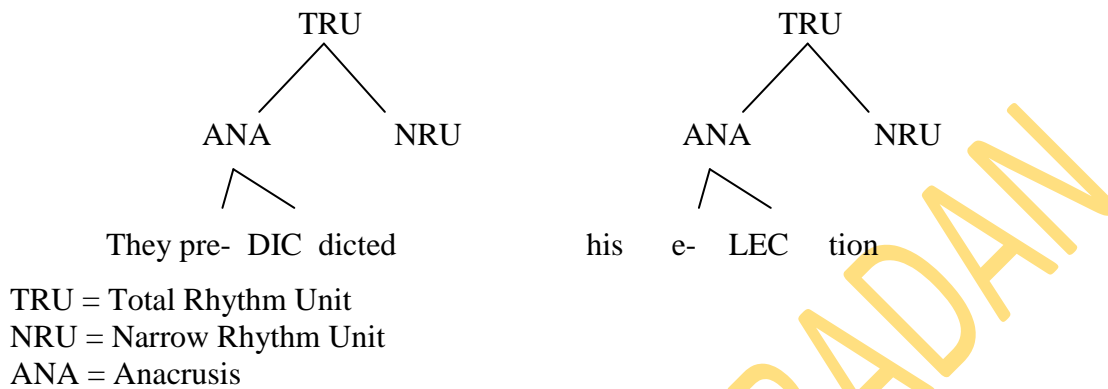 TRU TRU
ANA NRU ANA NRU
They pre- DIC dicted his e- LEC tion
TRU = Total Rhythm Unit
NRU = Narrow Rhythm Unit
ANA = Anacrusis